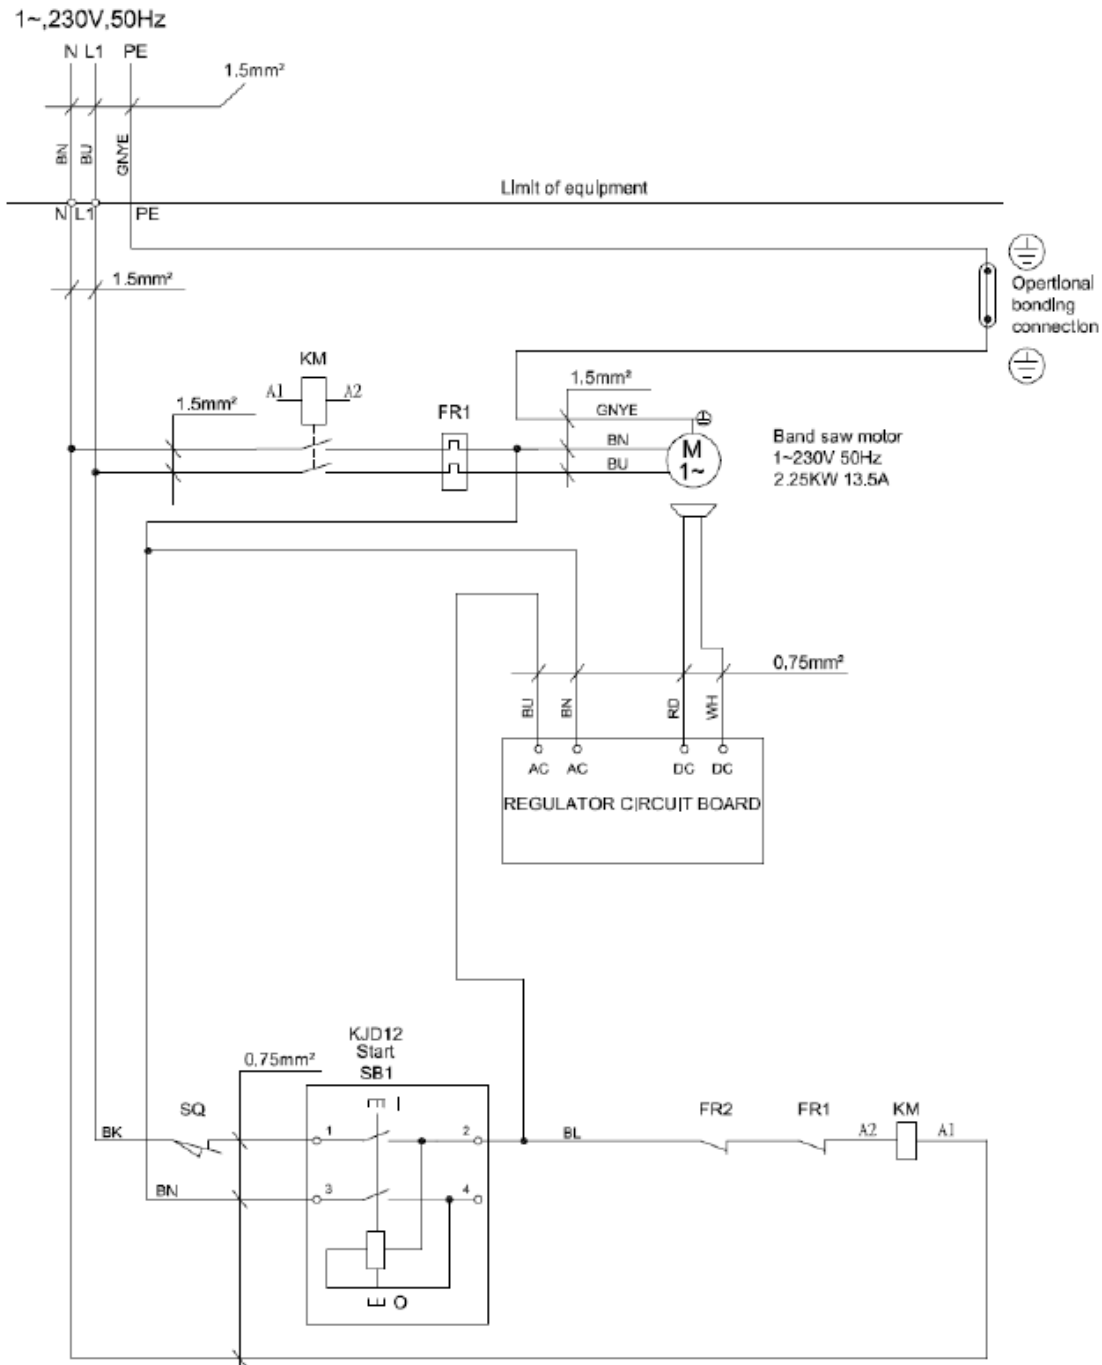 1~,230V,50Hz
N L1 PE
1.5mm²
BN
BU
GNYE
Limit of equipment
N L1 PE
1.5mm²
Opertional
bonding
connection
KM
A1 A2
1.5mm²
FR1
1.5mm²
GNYE
BN
BU
M
1~
Band saw motor
1~230V 50Hz
2.25KW 13.5A
0,75mm²
BU
BN
RD
WH
AC AC DC DC
REGULATOR CIRCUIT BOARD
KJD12
Start
SB1
0,75mm²
SQ
I
FR2 FR1 KM
BK
1 2
BL
A2 A1
BN
3 4
O